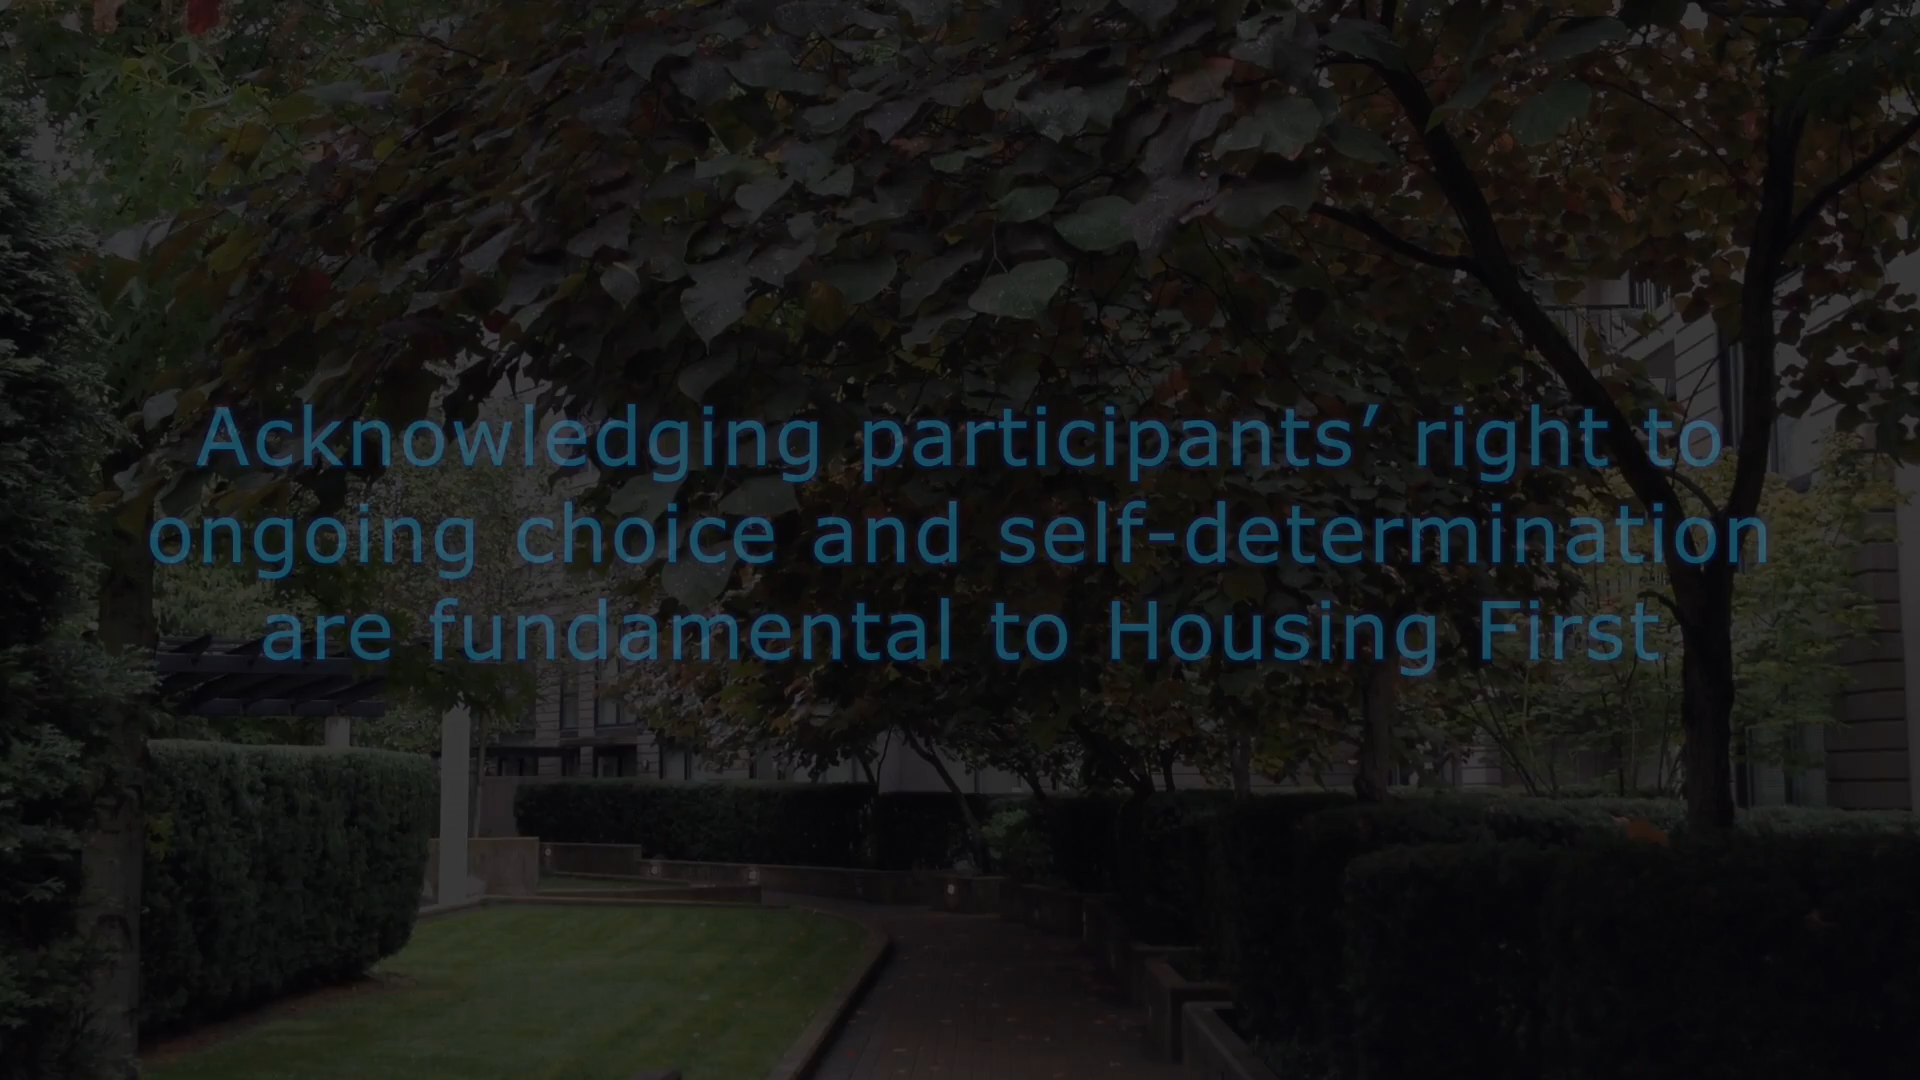 Acknowledging participants’ right to
ongoing choice and self-determination
are fundamental to Housing First